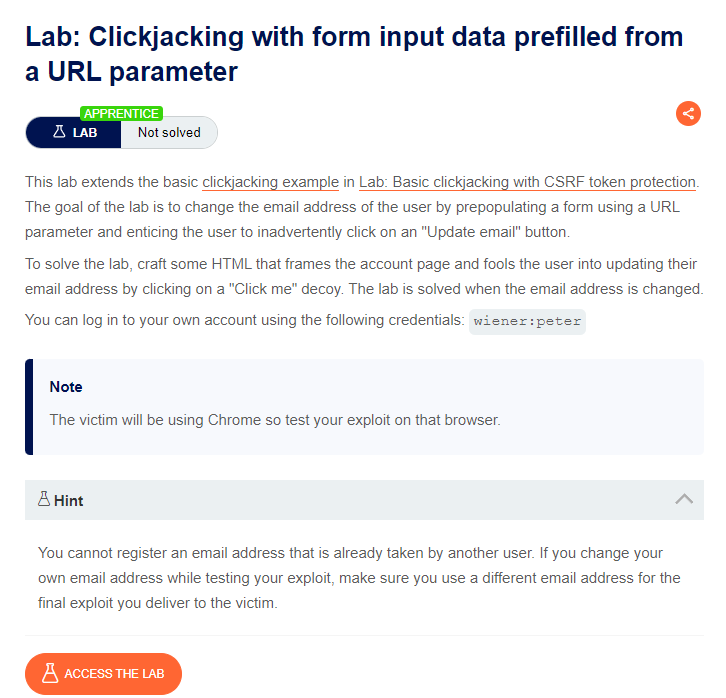 Lab: Clickjacking with form input data prefilled from
a URL parameter
APPRENTICE
LAB Not solved
This lab extends the basic clickjacking example in Lab: Basic clickjacking with CSRF token protection.
The goal of the lab is to change the email address of the user by prepopulating a form using a URL
parameter and enticing the user to inadvertently click on an "Update email" button.
To solve the lab, craft some HTML that frames the account page and fools the user into updating their
email address by clicking on a "Click me" decoy. The lab is solved when the email address is changed.
You can log in to your own account using the following credentials: wiener:peter
Note
The victim will be using Chrome so test your exploit on that browser.
Hint
You cannot register an email address that is already taken by another user. If you change your
own email address while testing your exploit, make sure you use a different email address for the
final exploit you deliver to the victim.
ACCESS THE LAB